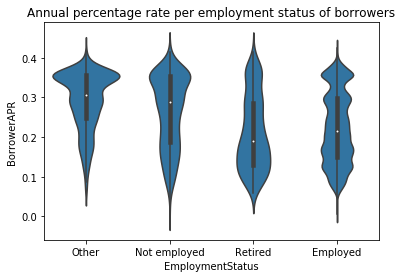 Annual percentage rate per employment status of borrowers
BorrowerAPR
0.4
0.3
0.2
0.1
0.0
Other Not employed Retired Employed
EmploymentStatus